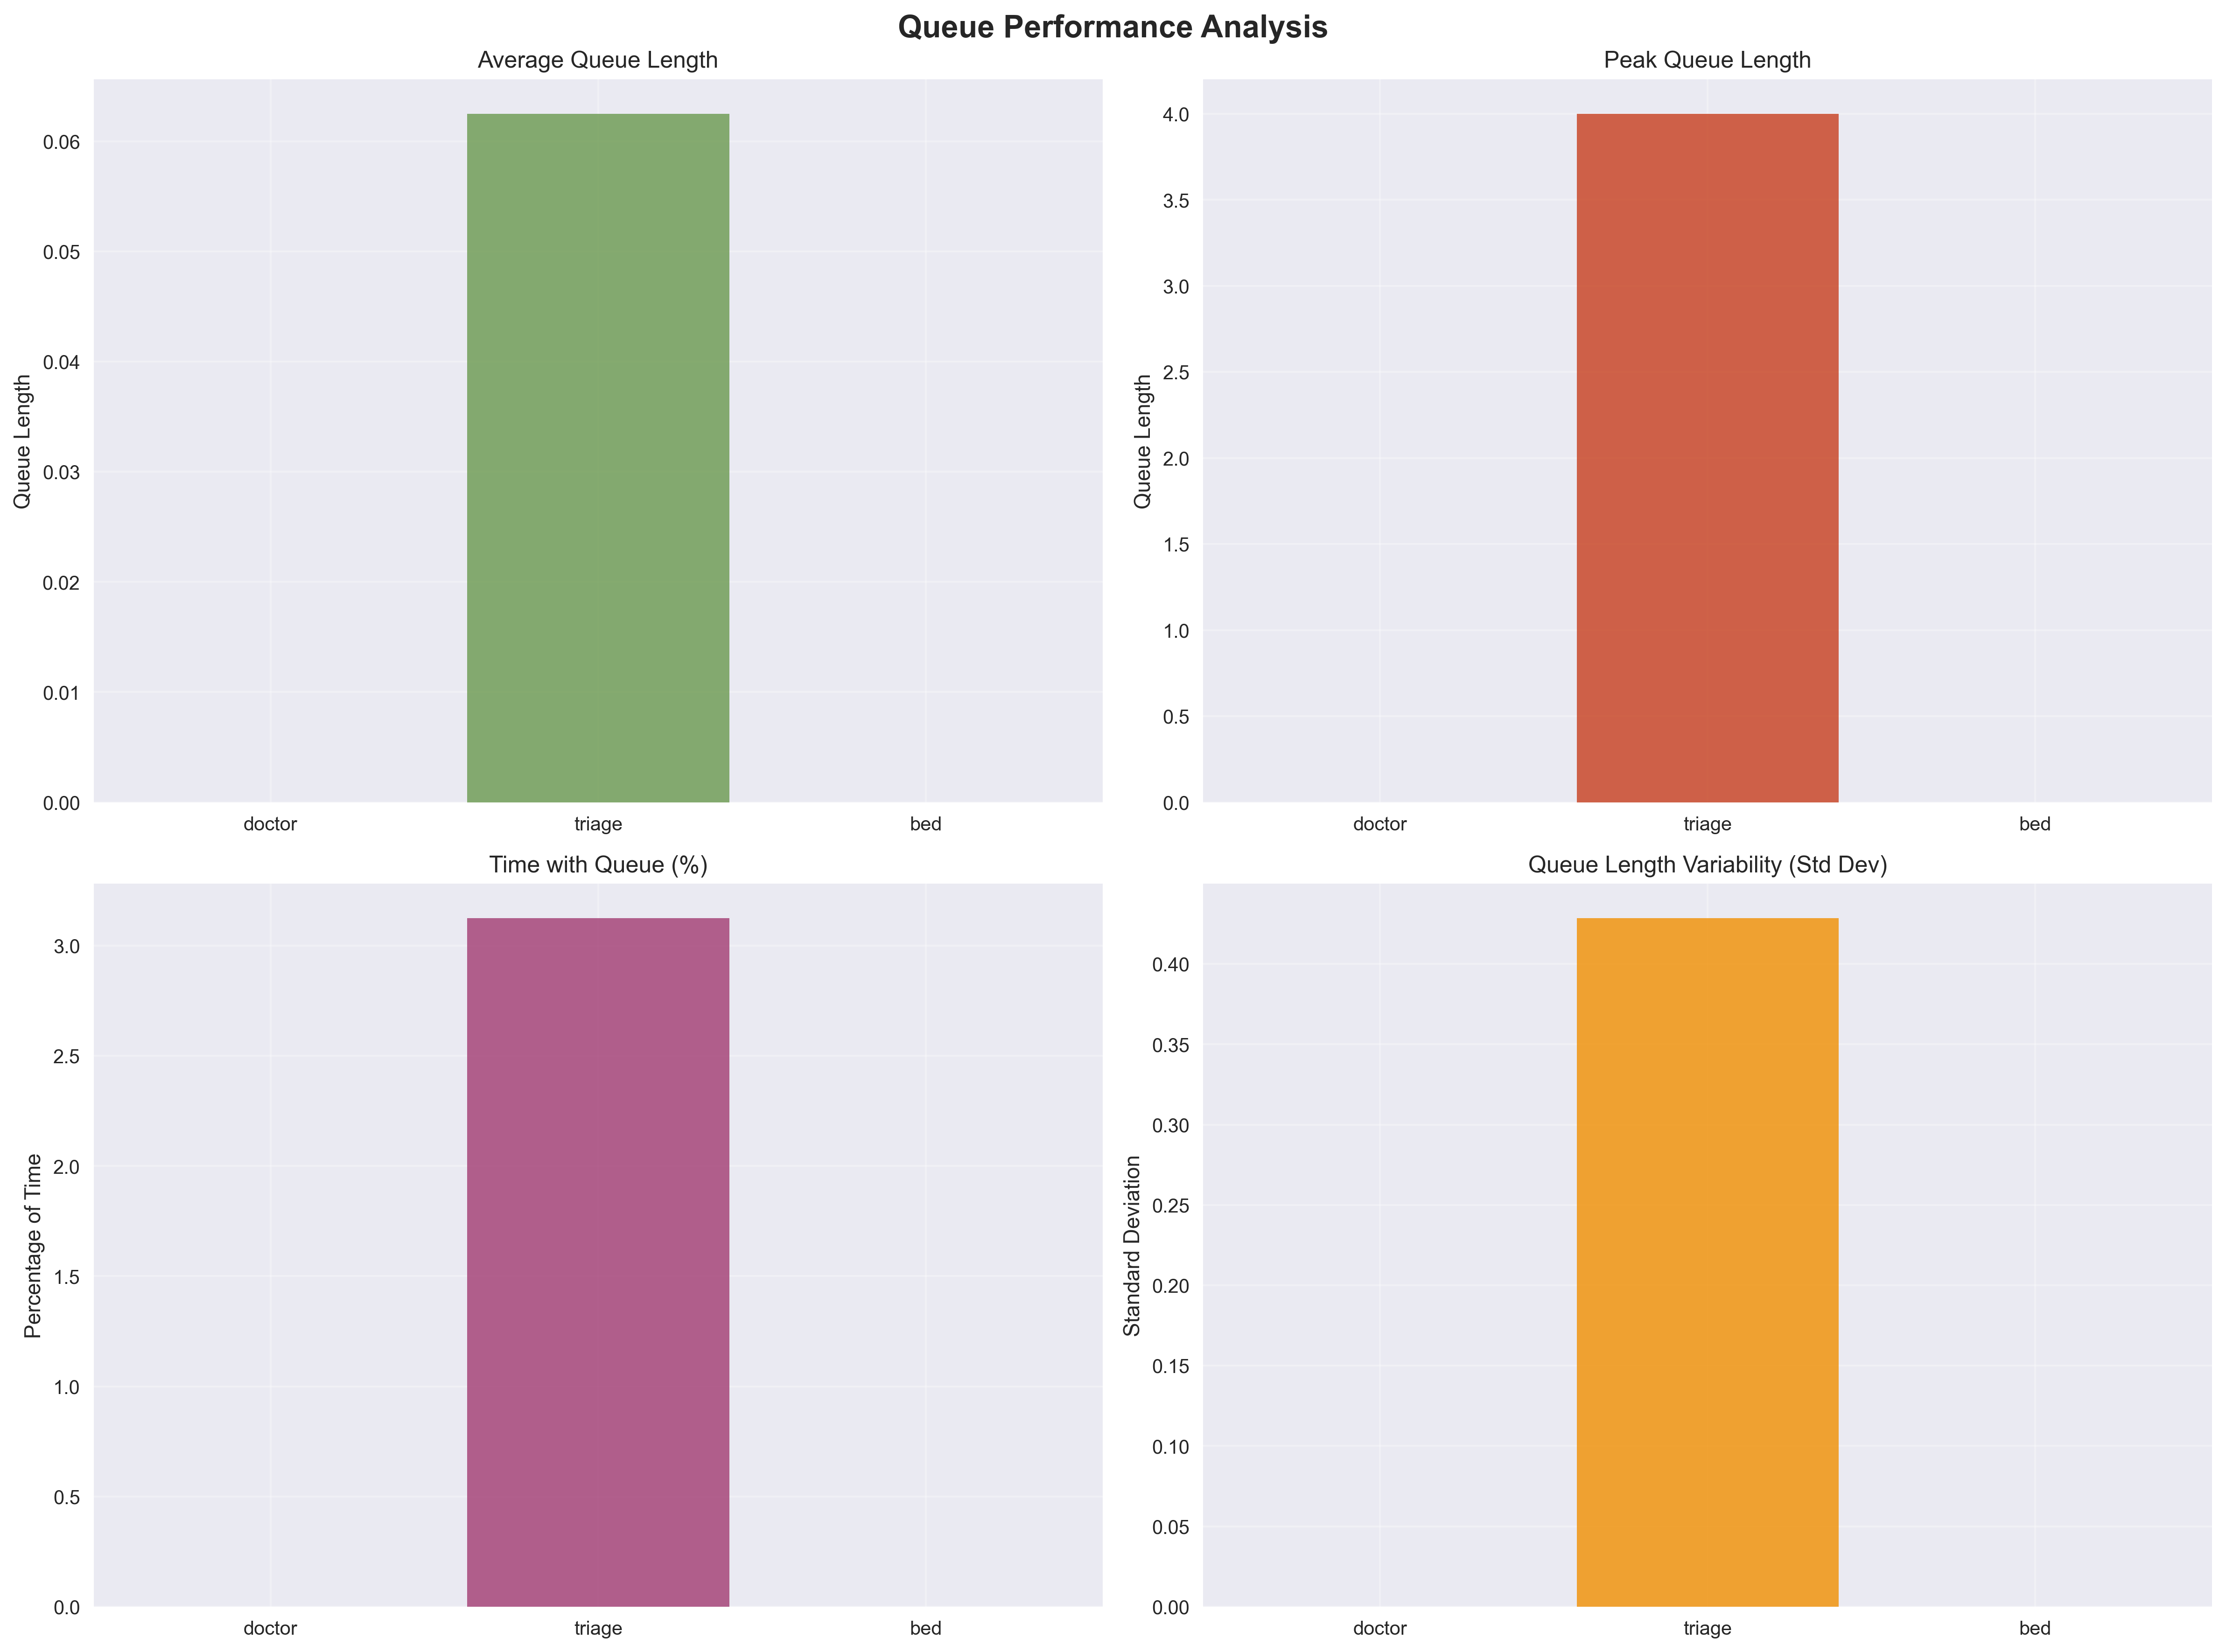 Queue Performance Analysis
Average Queue Length
Queue Length
0.06
0.05
0.04
0.03
0.02
0.01
0.00
doctor triage bed
Peak Queue Length
Queue Length
4.0
3.5
3.0
2.5
2.0
1.5
1.0
0.5
0.0
doctor triage bed
Time with Queue (%)
Percentage of Time
3.0
2.5
2.0
1.5
1.0
0.5
0.0
doctor triage bed
Queue Length Variability (Std Dev)
Standard Deviation
0.40
0.35
0.30
0.25
0.20
0.15
0.10
0.05
0.00
doctor triage bed